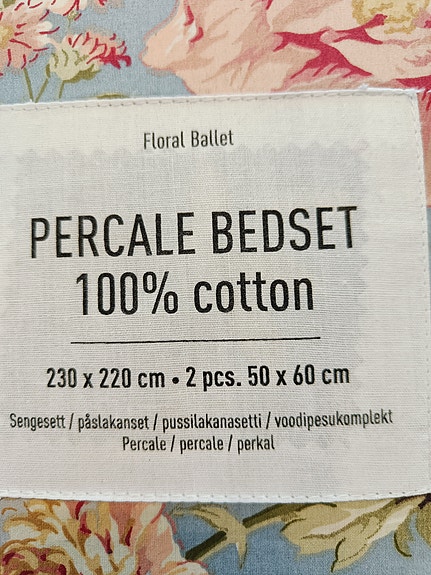 Floral Ballet
PERCALE BEDSET
100% cotton
230 x 220 cm • 2 pcs. 50 x 60 cm
Sengesett / påslakanset / pussilakanasetti / voodipesukomplekt
Percale / percale / perkal